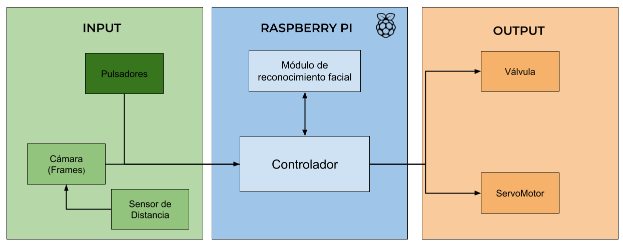 INPUT
Pulsadores
Cámara
(Frames)
Sensor de
Distancia
RASPBERRY PI
Módulo de
reconocimiento facial
Controlador
OUTPUT
Válvula
ServoMotor